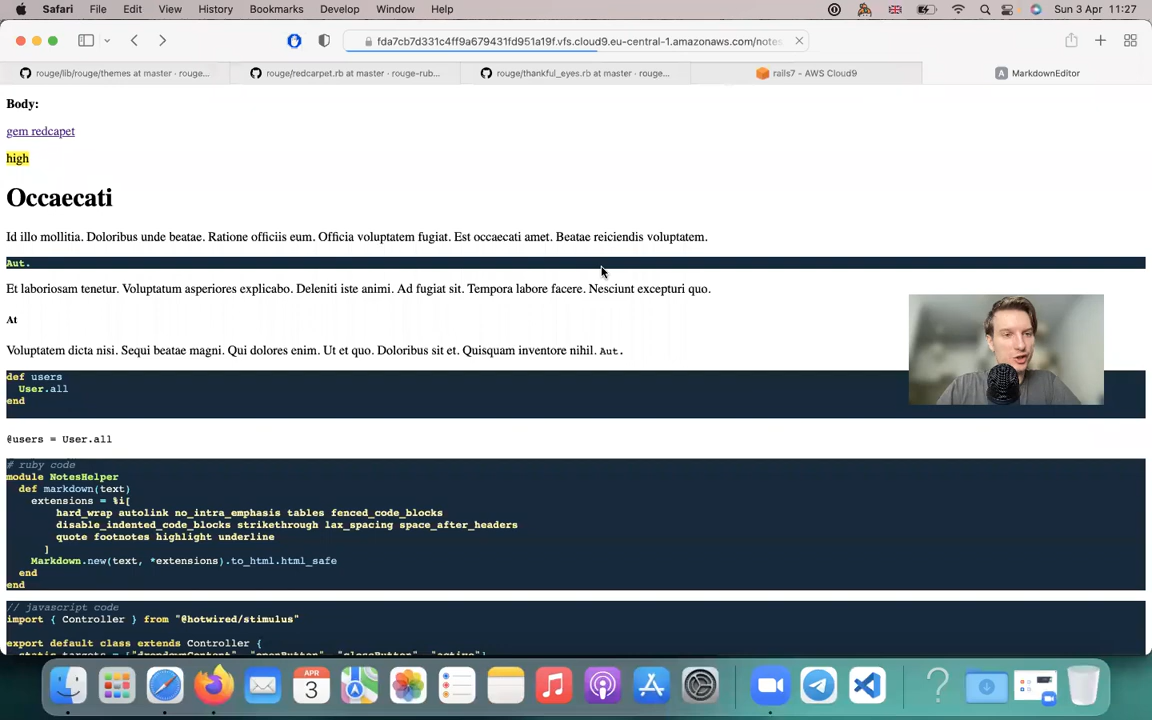 Safari File Edit View History Bookmarks Develop Window Help Sun 3 Apr 11:27
fda7cb7d331c4ff9a679431fd951a19f.vfs.cloud9.eu-central-1.amazonaws.com/notes
rouge/lib/rouge/themes at master · rouge... rouge/redcarpet.rb at master · rouge-rub... rouge/thankful_eyes.rb at master · rouge... rails7 - AWS Cloud9 A MarkdownEditor
Body:
gem redcapet
high
Occaecati
Id illo mollitia. Doloribus unde beatae. Ratione officiis eum. Officia voluptatem fugiat. Est occaecati amet. Beatae reiciendis voluptatem.
Aut.
Et laboriosam tenetur. Voluptatum asperiores explicabo. Deleniti iste animi. Ad fugiat sit. Tempora labore facere. Nesciunt excepturi quo.
At
Voluptatem dicta nisi. Sequi beatae magni. Qui dolores enim. Ut et quo. Doloribus sit et. Quisquam inventore nihil. Aut.
def users
User.all
end
@users = User.all
# ruby code
module NotesHelper
def markdown(text)
extensions = %i[
hard_wrap autolink no_intra_emphasis tables fenced_code_blocks
disable_indented_code_blocks strikethrough lax_spacing space_after_headers
quote footnotes highlight underline
]
Markdown.new(text, *extensions).to_html.html_safe
end
end
// javascript code
import { Controller } from "@hotwired/stimulus"
export default class extends Controller {
static targets = ["dropdownContent", "openButton", "closeButton", "active"]
APR
3